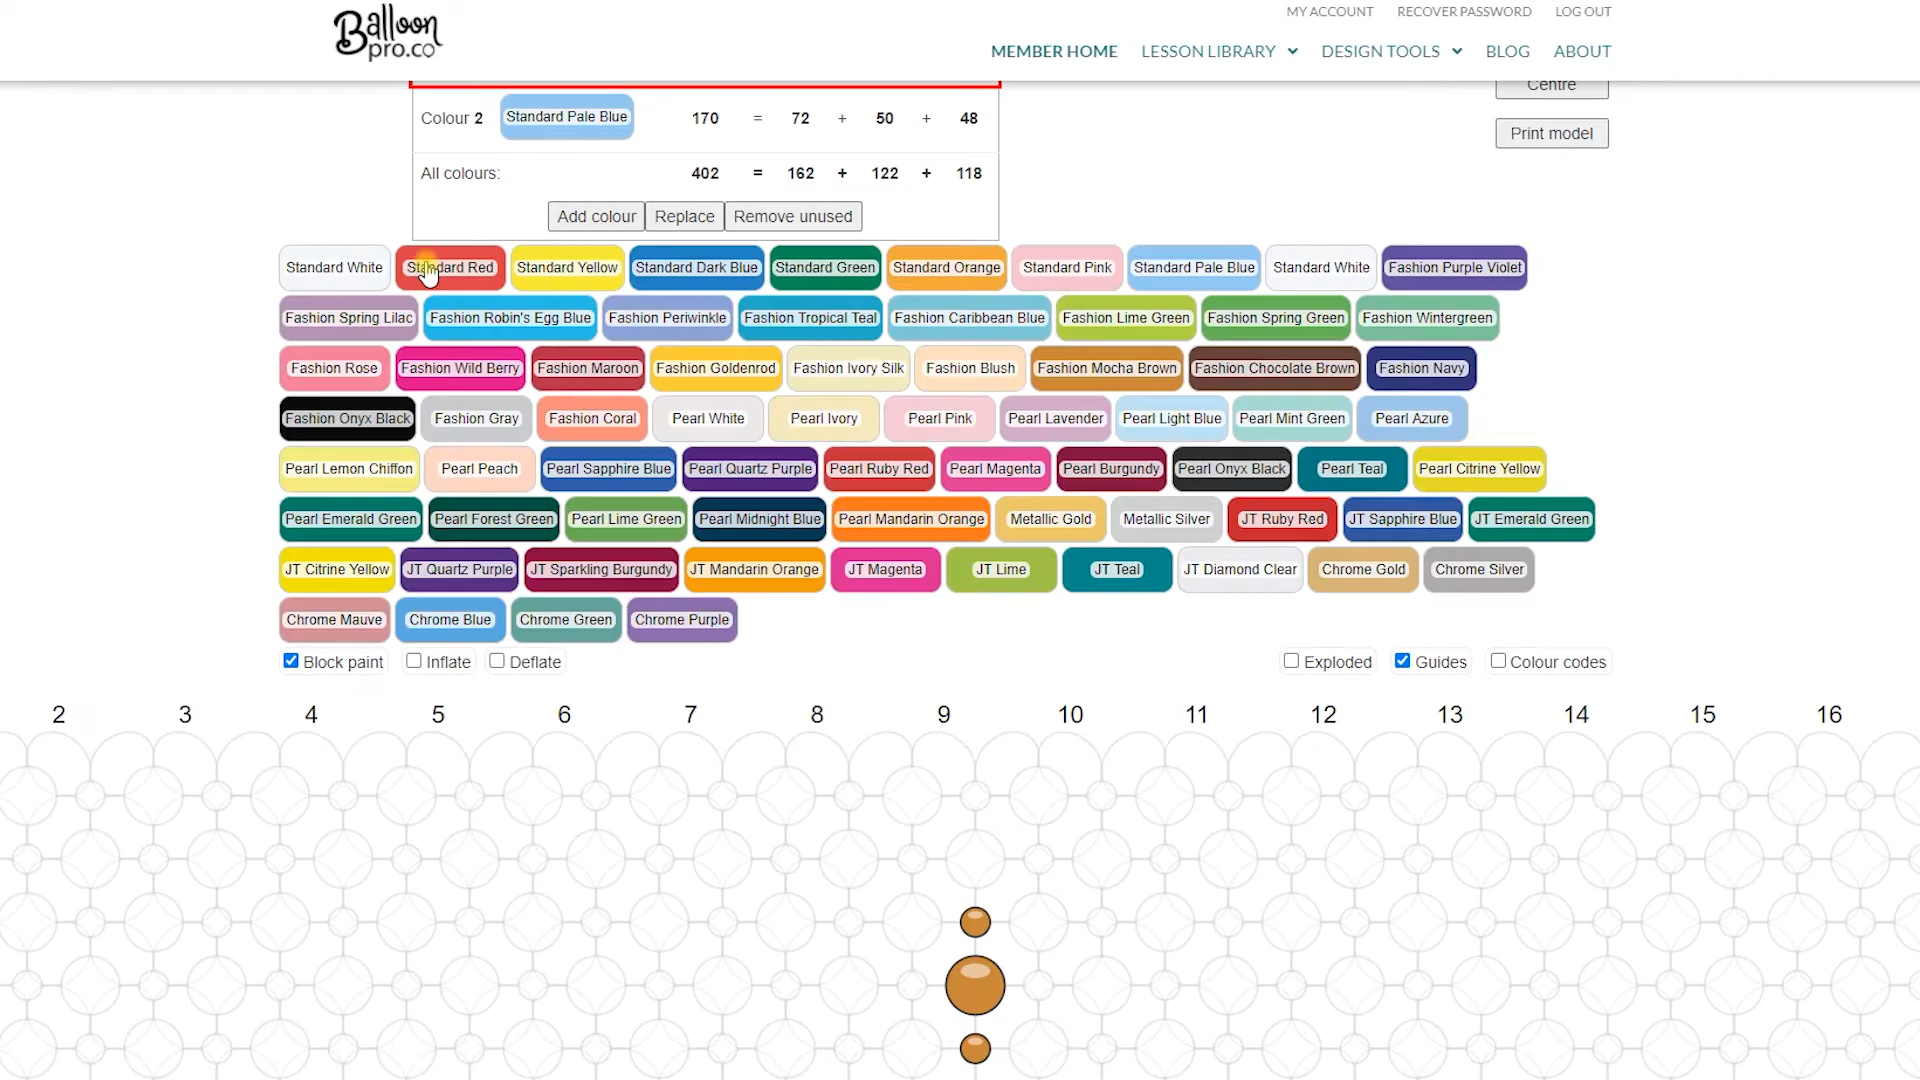 Balloon
pro.co
MY ACCOUNT RECOVER PASSWORD LOG OUT
MEMBER HOME LESSON LIBRARY DESIGN TOOLS BLOG ABOUT
Centre
Colour 2 Standard Pale Blue 170 = 72 + 50 + 48
Print model
All colours: 402 = 162 + 122 + 118
Add colour Replace Remove unused
Standard White Standard Red Standard Yellow Standard Dark Blue Standard Green Standard Orange Standard Pink Standard Pale Blue Standard White Fashion Purple Violet
Fashion Spring Lilac Fashion Robin's Egg Blue Fashion Periwinkle Fashion Tropical Teal Fashion Caribbean Blue Fashion Lime Green Fashion Spring Green Fashion Wintergreen
Fashion Rose Fashion Wild Berry Fashion Maroon Fashion Goldenrod Fashion Ivory Silk Fashion Blush Fashion Mocha Brown Fashion Chocolate Brown Fashion Navy
Fashion Onyx Black Fashion Gray Fashion Coral Pearl White Pearl Ivory Pearl Pink Pearl Lavender Pearl Light Blue Pearl Mint Green Pearl Azure
Pearl Lemon Chiffon Pearl Peach Pearl Sapphire Blue Pearl Quartz Purple Pearl Ruby Red Pearl Magenta Pearl Burgundy Pearl Onyx Black Pearl Teal Pearl Citrine Yellow
Pearl Emerald Green Pearl Forest Green Pearl Lime Green Pearl Midnight Blue Pearl Mandarin Orange Metallic Gold Metallic Silver JT Ruby Red JT Sapphire Blue JT Emerald Green
JT Citrine Yellow JT Quartz Purple JT Sparkling Burgundy JT Mandarin Orange JT Magenta JT Lime JT Teal JT Diamond Clear Chrome Gold Chrome Silver
Chrome Mauve Chrome Blue Chrome Green Chrome Purple
Block paint Inflate Deflate Exploded Guides Colour codes
2 3 4 5 6 7 8 9 10 11 12 13 14 15 16